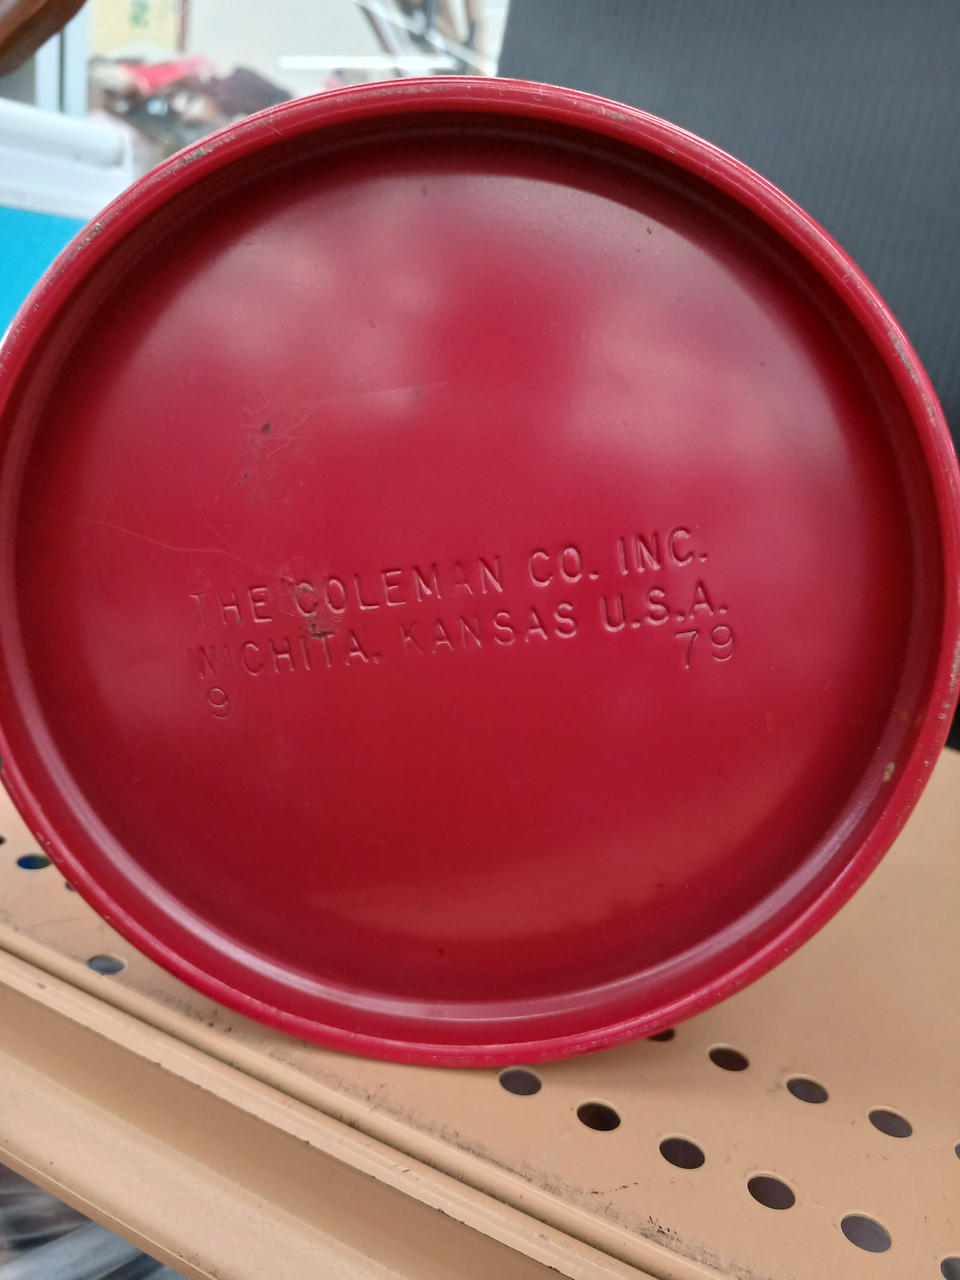 THE COLEMAN CO. INC.
WICHITA, KANSAS U.S.A.
9 79